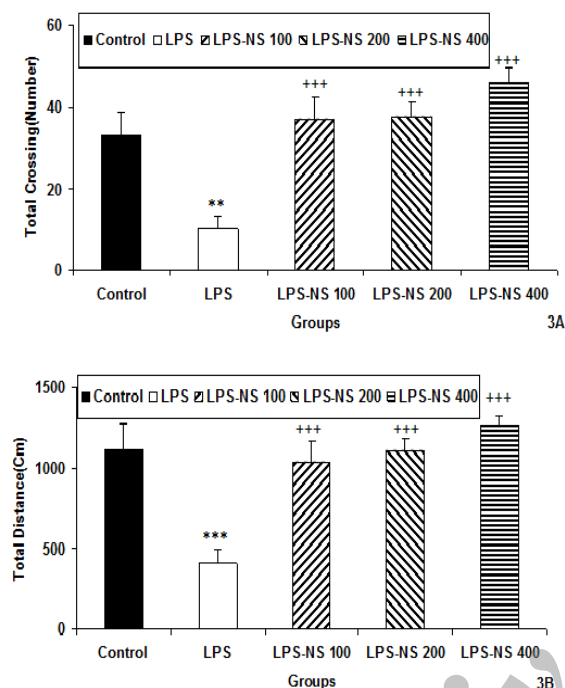 60
Control LPS LPS-NS 100 LPS-NS 200 LPS-NS 400
+++
+++
+++
40
**
20
0
Total Crossing(Number)
Control LPS LPS-NS 100 LPS-NS 200 LPS-NS 400
Groups
3A
1500
Control LPS LPS-NS 100 LPS-NS 200 LPS-NS 400
+++
+++
+++
1000
***
500
0
Total Distance(Cm)
Control LPS LPS-NS 100 LPS-NS 200 LPS-NS 400
Groups
3B